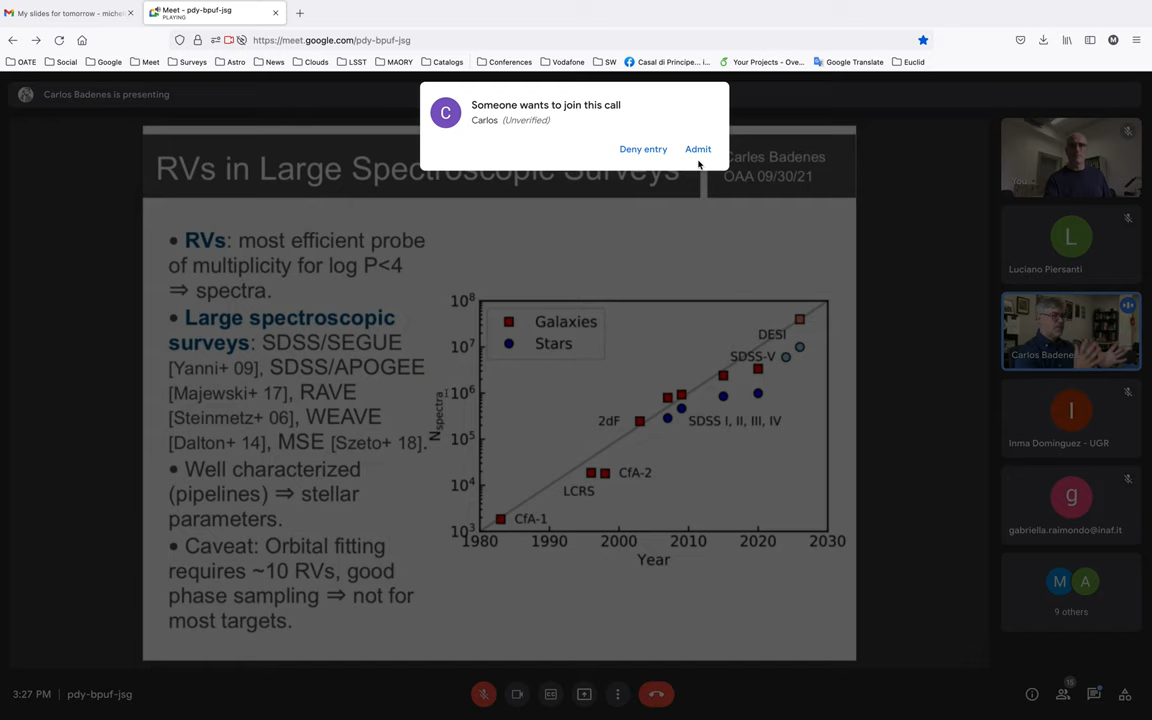 My slides for tomorrow - michel
Meet - pdy-bpuf-jsg
PLAYING
https://meet.google.com/pdy-bpuf-jsg
OATE
Social
Google
Meet
Surveys
Astro
News
Clouds
LSST
MAORY
Catalogs
Conferences
Vodafone
SW
Casal di Principe... i...
Your Projects - Ove...
Google Translate
Euclid
Carlos Badenes is presenting
C
Someone wants to join this call
Carlos (Unverified)
Deny entry
Admit
RVs in Large Spectroscopic Surveys
Carles Badenes
OAA 09/30/21
• RVs: most efficient probe
of multiplicity for log P<4
⇒ spectra.
• Large spectroscopic
surveys: SDSS/SEGUE
[Yanni+ 09], SDSS/APOGEE
[Majewski+ 17], RAVE
[Steinmetz+ 06], WEAVE
[Dalton+ 14], MSE [Szeto+ 18].
• Well characterized
(pipelines) ⇒ stellar
parameters.
• Caveat: Orbital fitting
requires ~10 RVs, good
phase sampling ⇒ not for
most targets.
10⁸
10⁷
10⁶
10⁵
10⁴
10³
Nspectra
Galaxies
Stars
DESI
SDSS-V
2dF
SDSS I, II, III, IV
CfA-2
LCRS
CfA-1
1980 1990 2000 2010 2020 2030
Year
You
L
Luciano Piersanti
Carlos Badenes
I
Inma Dominguez - UGR
g
gabriella.raimondo@inaf.it
M A
9 others
3:27 PM | pdy-bpuf-jsg
15